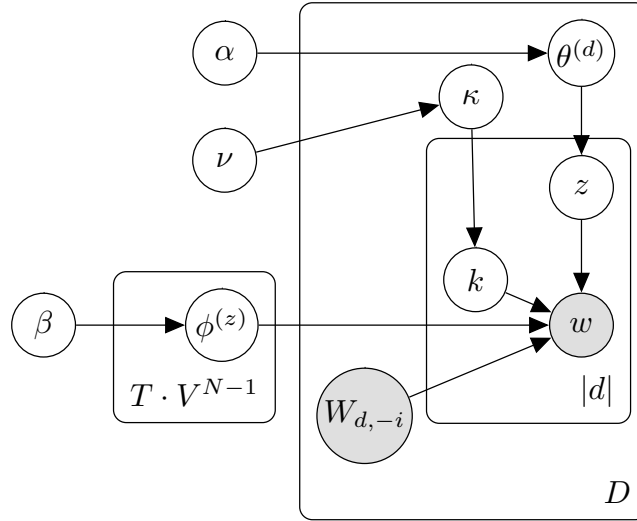 α
θ^{(d)}
κ
ν
z
k
β
φ^{(z)}
w
T · V^{N−1}
W_{d,−i}
|d|
D